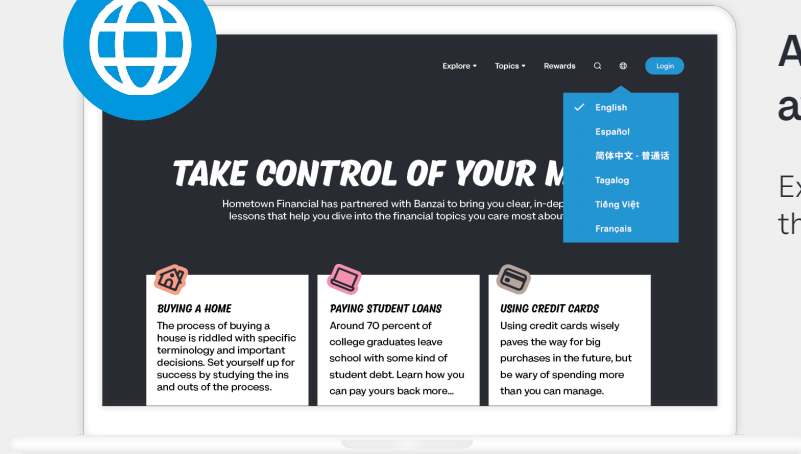 Explore Topics Rewards Login
English
Español
简体中文 - 普通话
Tagalog
Tiếng Việt
Français
TAKE CONTROL OF YOUR
Hometown Financial has partnered with Banzai to bring you clear,
lessons that help you dive into the financial topics you care most
BUYING A HOME
The process of buying a
house is riddled with specific
terminology and important
decisions. Set yourself up for
success by studying the ins
and outs of the process.
PAYING STUDENT LOANS
Around 70 percent of
college graduates leave
school with some kind of
student debt. Learn how you
can pay yours back more...
USING CREDIT CARDS
Using credit cards wisely
paves the way for big
purchases in the future, but
be wary of spending more
than you can manage.